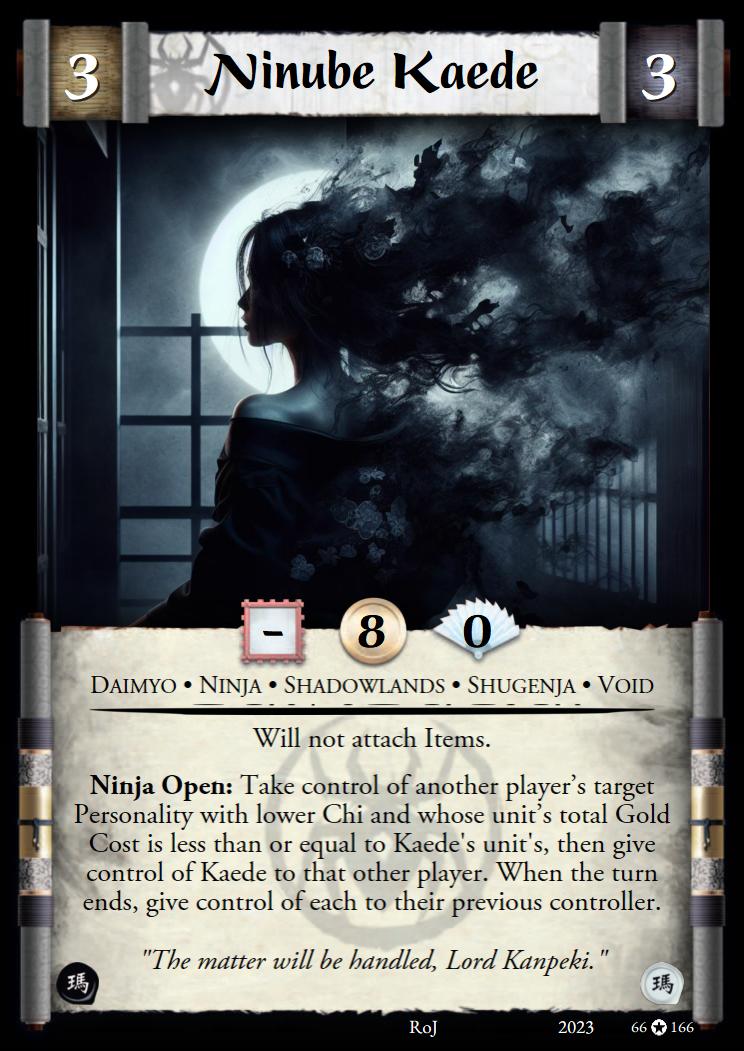 3 Ninube Kaede 3
- 8 0
DAIMYO • NINJA • SHADOWLANDS • SHUGENJA • VOID
Will not attach Items.
Ninja Open: Take control of another player's target
Personality with lower Chi and whose unit's total Gold
Cost is less than or equal to Kaede's unit's, then give
control of Kaede to that other player. When the turn
ends, give control of each to their previous controller.
"The matter will be handled, Lord Kanpeki."
瑪 瑪
RoJ 2023 66 166